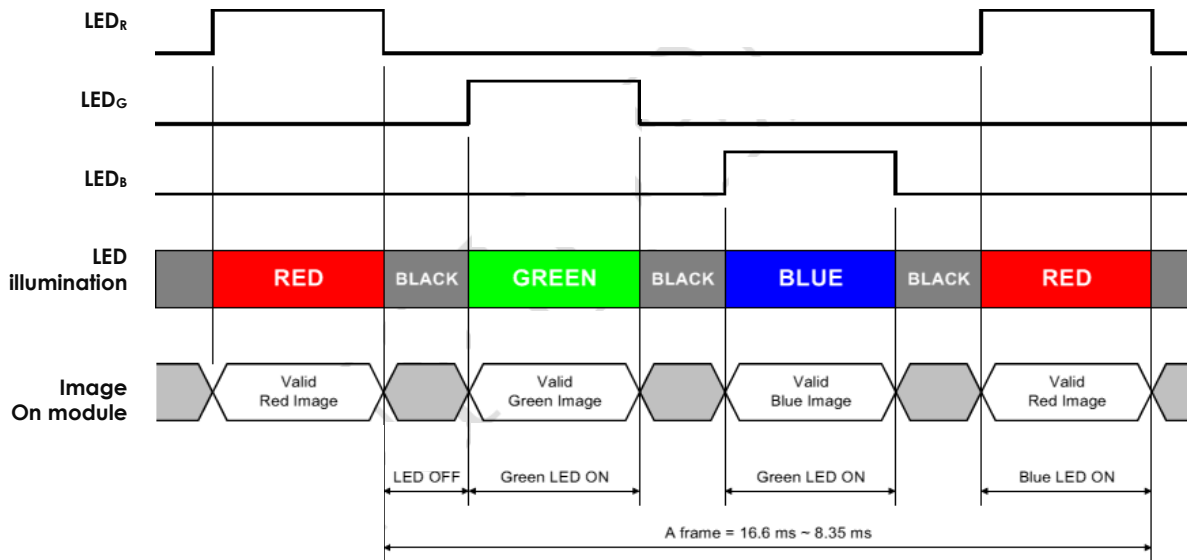 LEDR
LEDG
LEDB
LED
illumination
RED BLACK GREEN BLACK BLUE BLACK RED
Image
On module
Valid
Red Image
Valid
Green Image
Valid
Blue Image
Valid
Red Image
LED OFF Green LED ON Green LED ON Blue LED ON
A frame = 16.6 ms ~ 8.35 ms